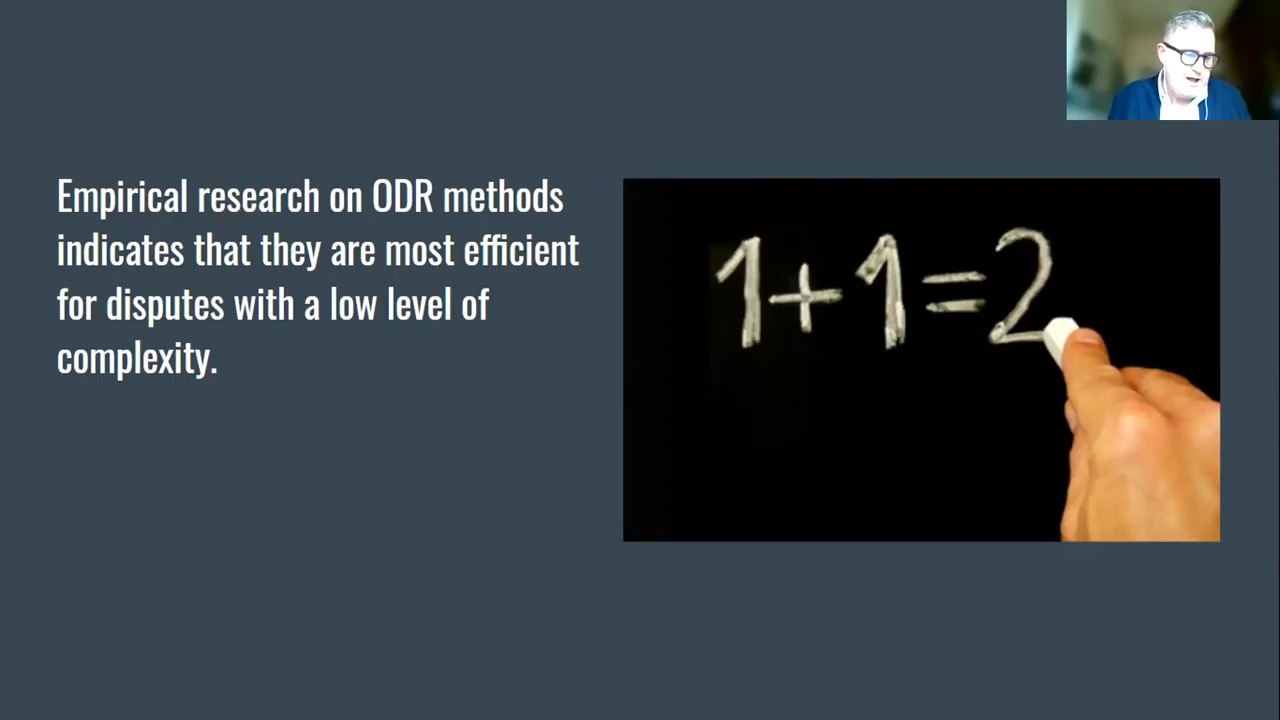 Empirical research on ODR methods
indicates that they are most efficient
for disputes with a low level of
complexity.
1+1=2